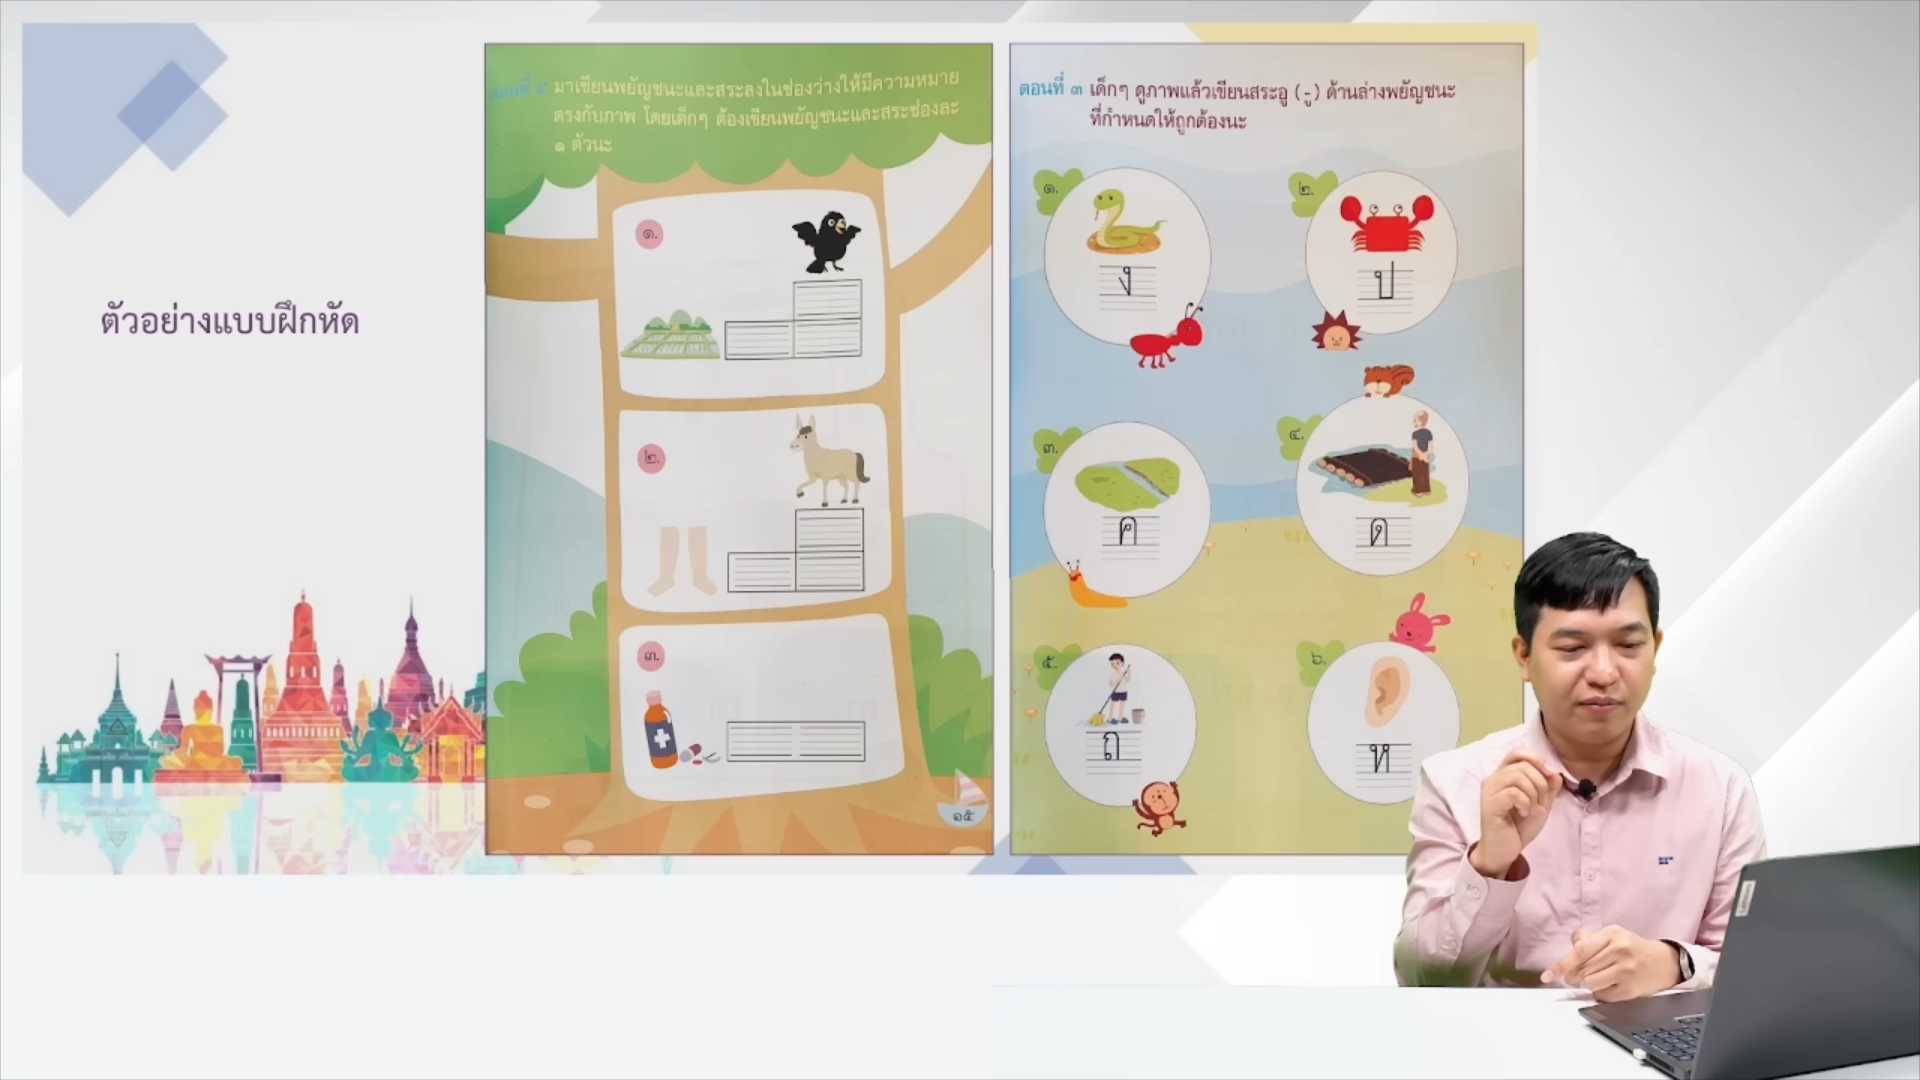 ตัวอย่างแบบฝึกหัด
มาเขียนพยัญชนะและสระลงในช่องว่างให้มีความหมาย
ตรงกับภาพ โดยเด็กๆ ต้องเขียนพยัญชนะและสระช่องละ
๑ ตัวนะ
๑.
๒.
๓.
๑๕
ตอนที่ ๓ เด็กๆ ดูภาพแล้วเขียนสระอู (-ู) ด้านล่างพยัญชนะ
ที่กำหนดให้ถูกต้องนะ
๑.
ง
๒.
ป
๓.
ค
๔.
ด
๕.
ถ
๖.
ห
Lenovo